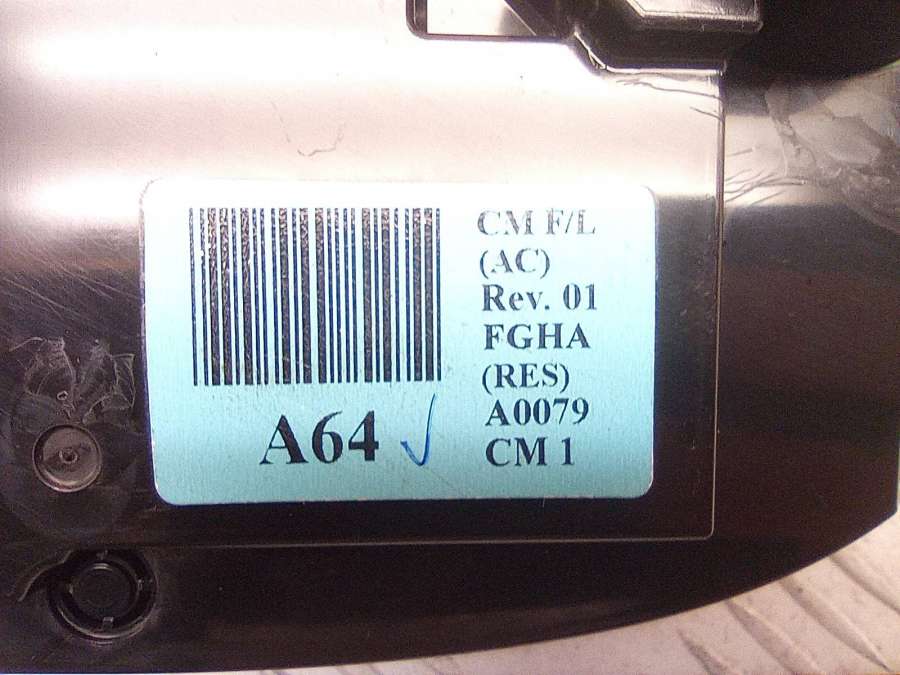 A64
CM F/L
(AC)
Rev. 01
FGHA
(RES)
A0079
CM 1